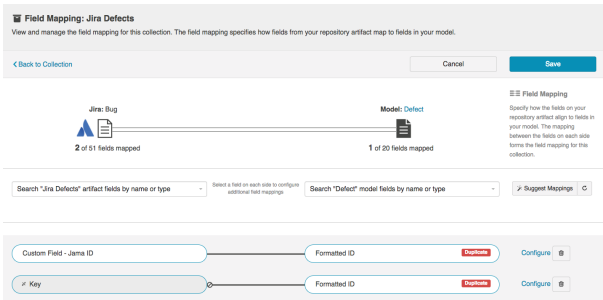 Field Mapping: Jira Defects
View and manage the field mapping for this collection. The field mapping specifies how fields from your repository artifact map to fields in your model.
Back to Collection
Cancel
Save
Field Mapping
Specify how the fields on your
repository artifact align to fields in
your model. The mapping
between the fields on each side
forms the field mapping for this
collection.
Jira: Bug
Model: Defect
2 of 51 fields mapped
1 of 20 fields mapped
Search "Jira Defects" artifact fields by name or type
Select a field on each side to configure
additional field mappings
Search "Defect" model fields by name or type
Suggest Mappings
Custom Field - Jama ID
Formatted ID
Duplicate
Configure
Key
Formatted ID
Duplicate
Configure